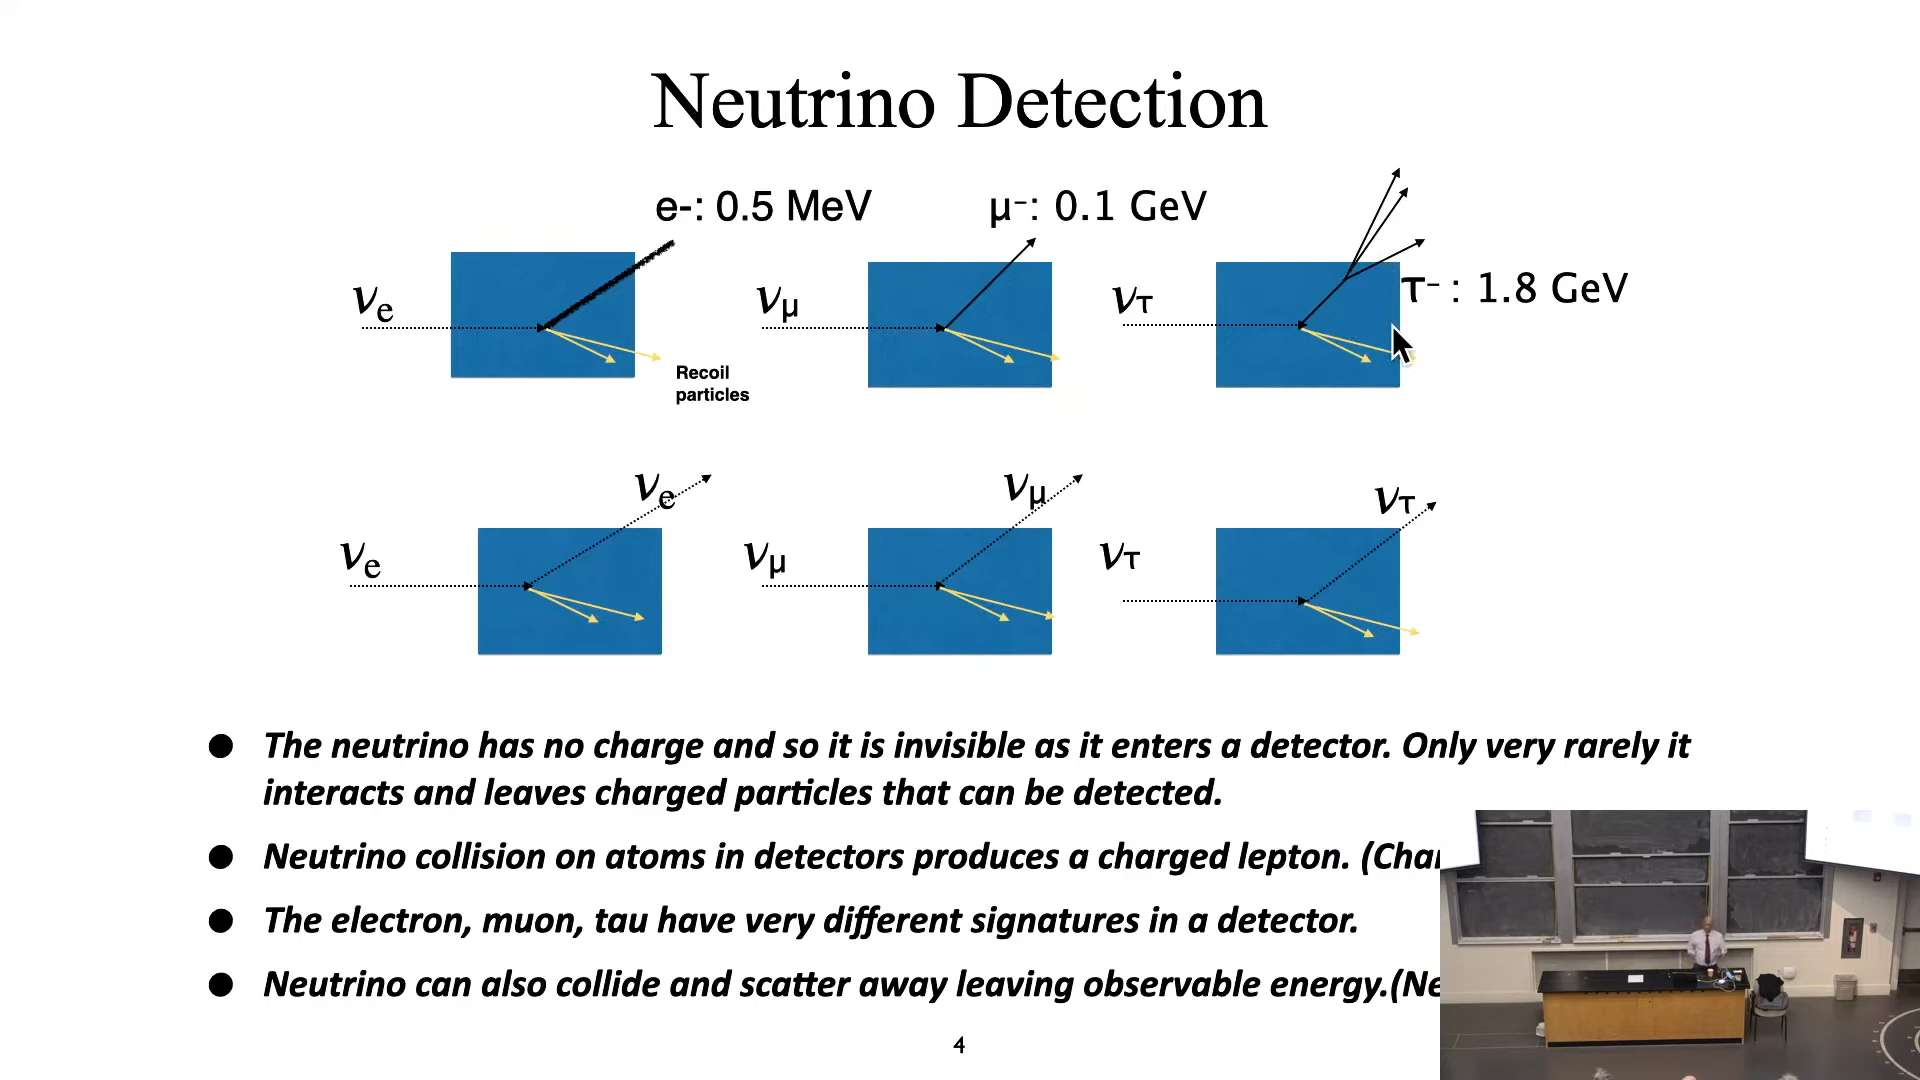 Neutrino Detection
e-: 0.5 MeV
μ⁻: 0.1 GeV
νe
νμ
ντ
τ⁻ : 1.8 GeV
Recoil
particles
νe
νμ
ντ
νe
νμ
ντ
● The neutrino has no charge and so it is invisible as it enters a detector. Only very rarely it
interacts and leaves charged particles that can be detected.
● Neutrino collision on atoms in detectors produces a charged lepton. (Char
● The electron, muon, tau have very different signatures in a detector.
● Neutrino can also collide and scatter away leaving observable energy.(Ne
4